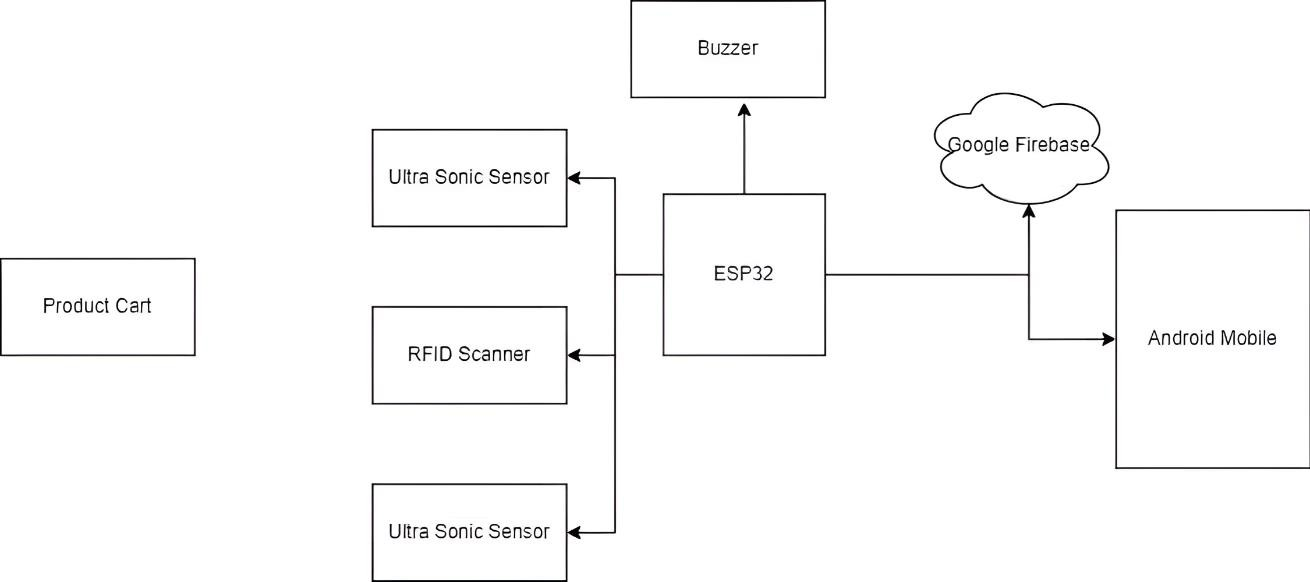 Buzzer
Google Firebase
Ultra Sonic Sensor
ESP32
Product Cart
Android Mobile
RFID Scanner
Ultra Sonic Sensor